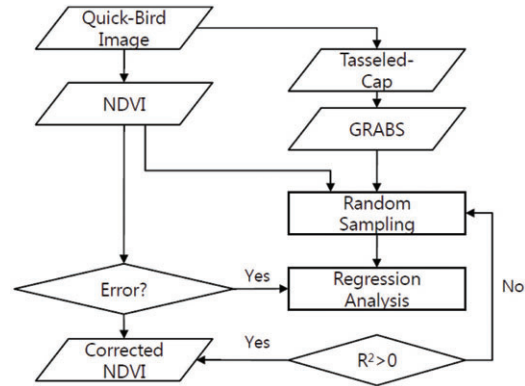 Quick-Bird
Image
Tasseled-
Cap
NDVI
GRABS
Random
Sampling
Error?
Yes
Regression
Analysis
No
Corrected
NDVI
Yes
R²>0